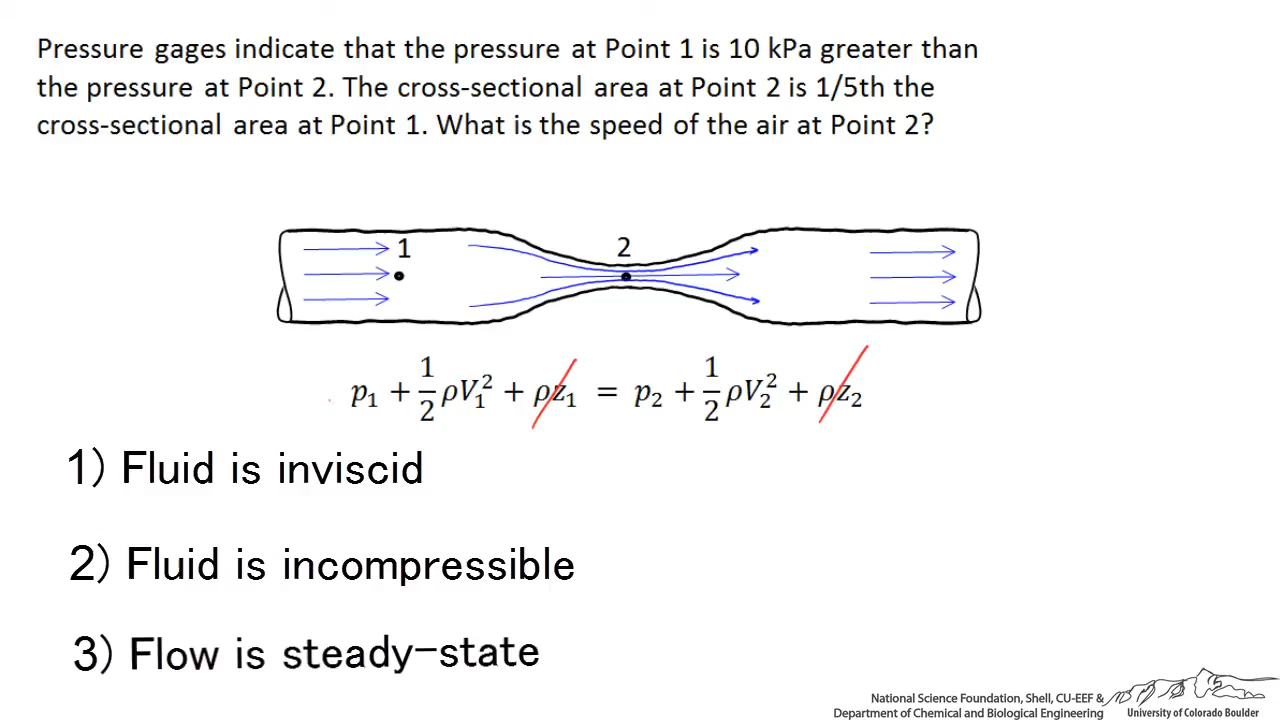 Pressure gages indicate that the pressure at Point 1 is 10 kPa greater than
the pressure at Point 2. The cross-sectional area at Point 2 is 1/5th the
cross-sectional area at Point 1. What is the speed of the air at Point 2?
1 2
p₁ + 1/2 ρV₁² + ρz₁ = p₂ + 1/2 ρV₂² + ρz₂
1) Fluid is inviscid
2) Fluid is incompressible
3) Flow is steady-state
National Science Foundation, Shell, CU-EEF &
Department of Chemical and Biological Engineering
University of Colorado Boulder